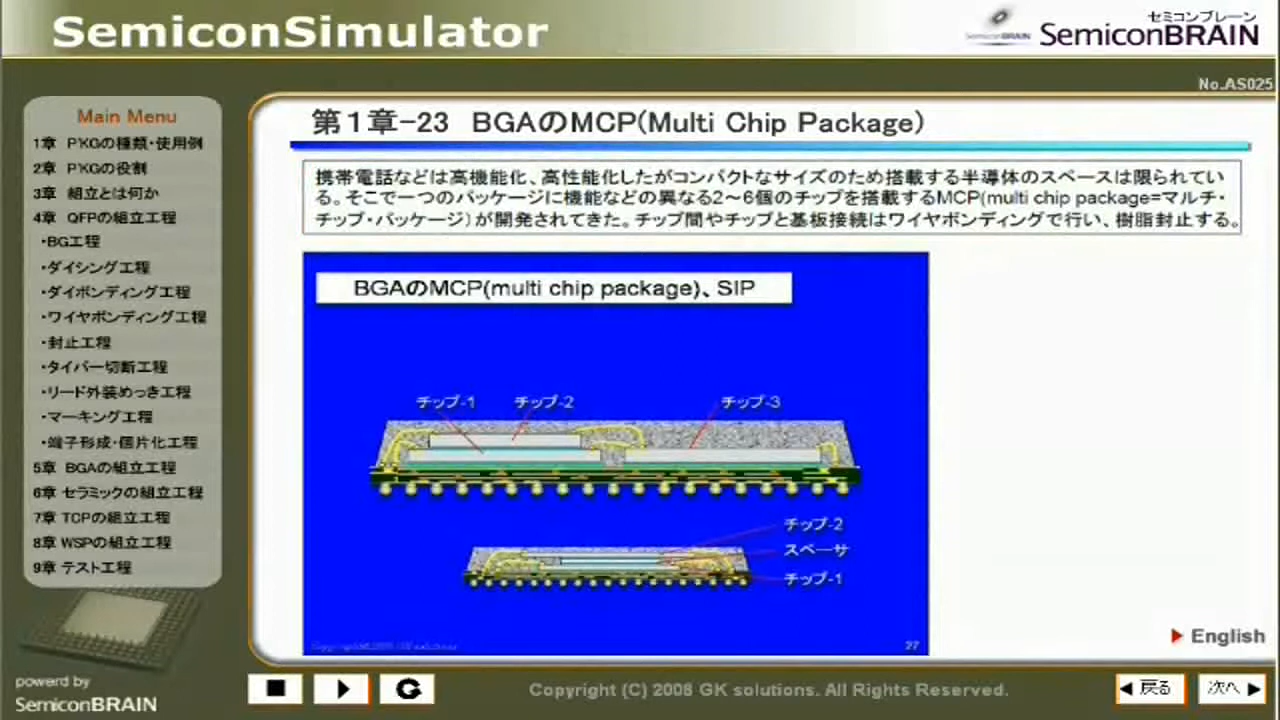 SemiconSimulator
セミコンブレーン
SemiconBRAIN
SemiconBRAIN
No.AS025
Main Menu
1章 PKGの種類・使用例
2章 PKGの役割
3章 組立とは何か
4章 QFPの組立工程
・BG工程
・ダイシング工程
・ダイボンディング工程
・ワイヤボンディング工程
・封止工程
・タイバー切断工程
・リード外装めっき工程
・マーキング工程
・端子形成・個片化工程
5章 BGAの組立工程
6章 セラミックの組立工程
7章 TCPの組立工程
8章 WSPの組立工程
9章 テスト工程
powerd by
SemiconBRAIN
第1章-23 BGAのMCP(Multi Chip Package)
携帯電話などは高機能化、高性能化したがコンパクトなサイズのため搭載する半導体のスペースは限られてい
る。そこで一つのパッケージに機能などの異なる2～6個のチップを搭載するMCP(multi chip package=マルチ・
チップ・パッケージ)が開発されてきた。チップ間やチップと基板接続はワイヤボンディングで行い、樹脂封止する。
BGAのMCP(multi chip package)、SIP
チップ-1 チップ-2 チップ-3
チップ-2
スペーサ
チップ-1
27
English
Copyright (C) 2008 GK solutions. All Rights Reserved.
戻る 次へ